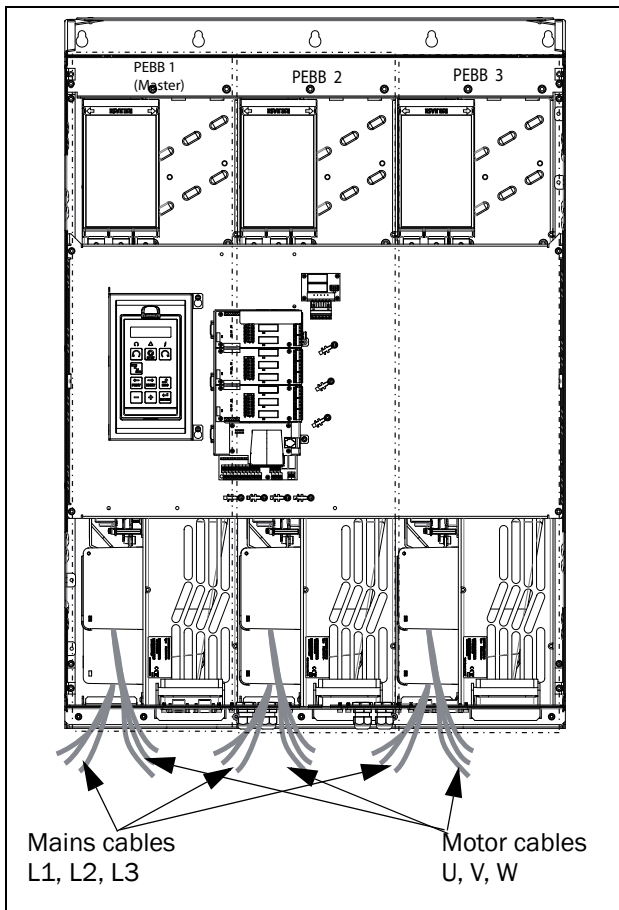 PEBB 1
(Master)
PEBB 2
PEBB 3
Mains cables
L1, L2, L3
Motor cables
U, V, W